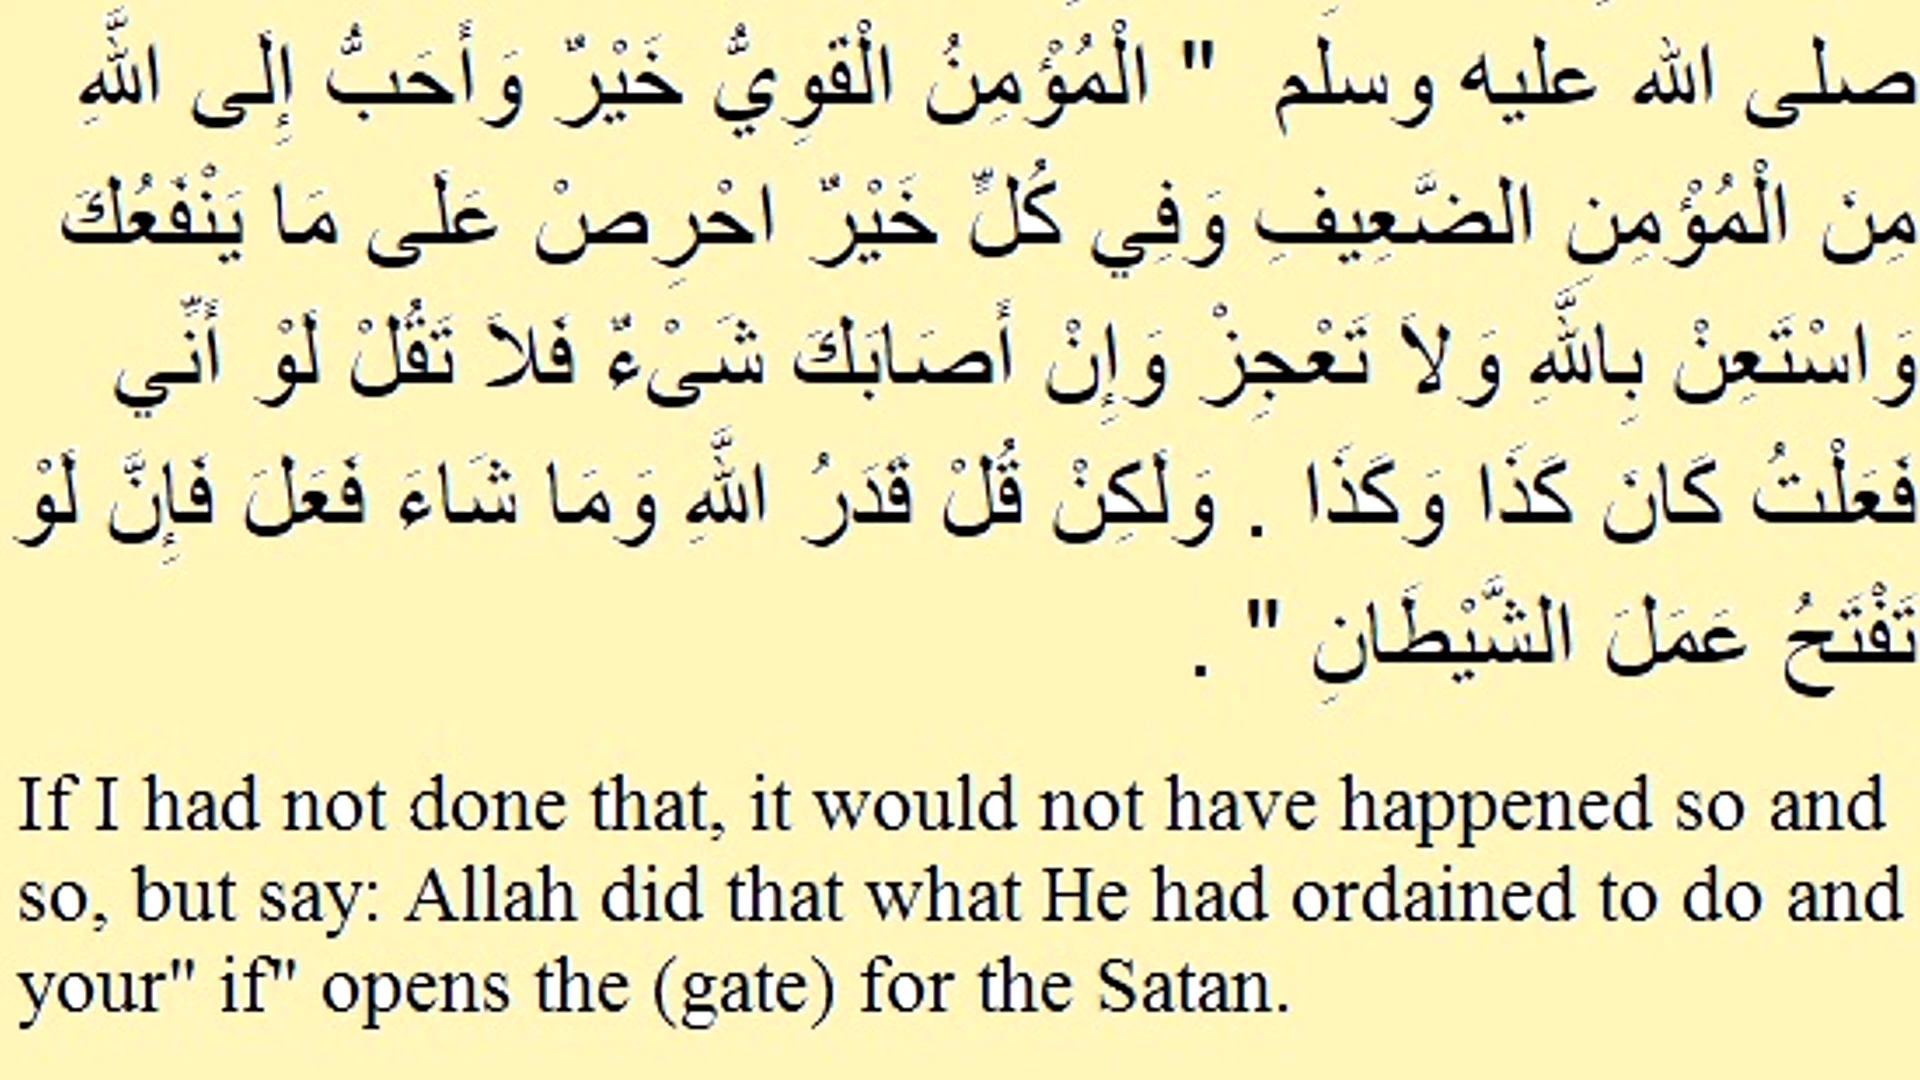 صلى الله عليه وسلم " الْمُؤْمِنُ الْقَوِيُّ خَيْرٌ وَأَحَبُّ إِلَى اللَّهِ
مِنَ الْمُؤْمِنِ الضَّعِيفِ وَفِي كُلٍّ خَيْرٌ احْرِصْ عَلَى مَا يَنْفَعُكَ
وَاسْتَعِنْ بِاللَّهِ وَلاَ تَعْجِزْ وَإِنْ أَصَابَكَ شَىْءٌ فَلاَ تَقُلْ لَوْ أَنِّي
فَعَلْتُ كَانَ كَذَا وَكَذَا . وَلَكِنْ قُلْ قَدَرُ اللَّهِ وَمَا شَاءَ فَعَلَ فَإِنَّ لَوْ
تَفْتَحُ عَمَلَ الشَّيْطَانِ " .
If I had not done that, it would not have happened so and
so, but say: Allah did that what He had ordained to do and
your" if" opens the (gate) for the Satan.